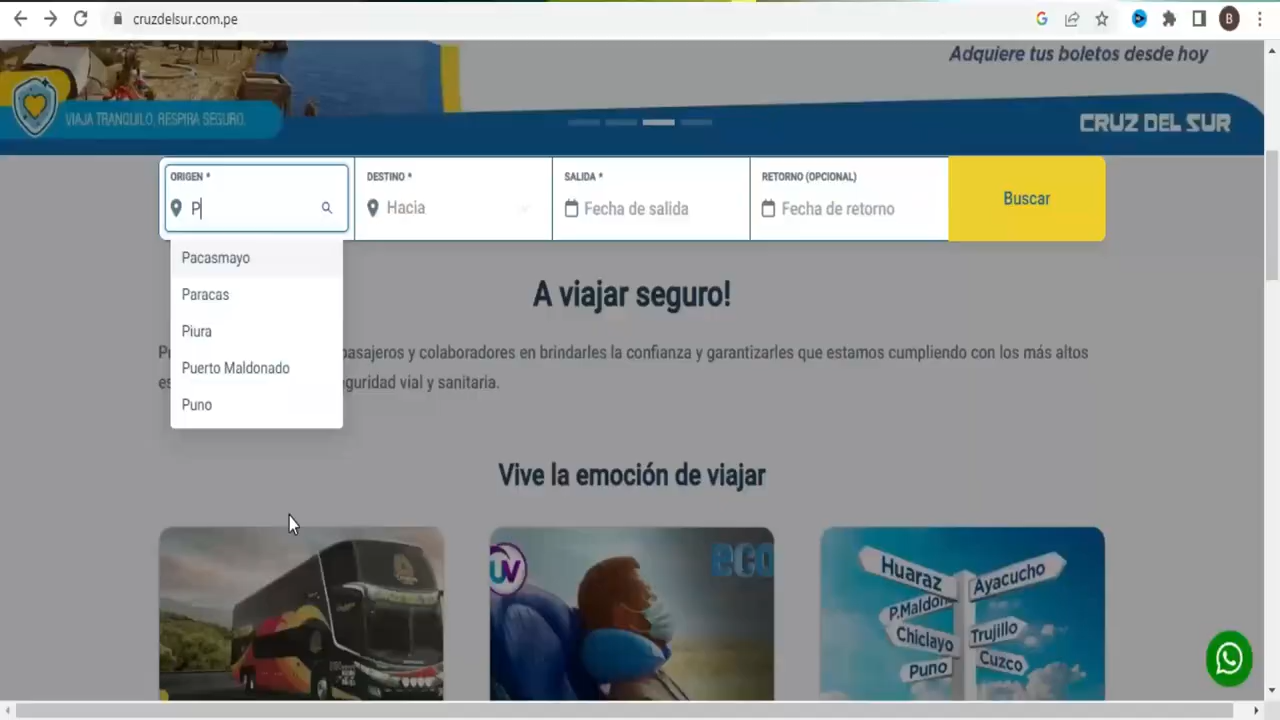 cruzdelsur.com.pe
B
Adquiere tus boletos desde hoy
VIAJA TRANQUILO, RESPIRA SEGURO.
CRUZ DEL SUR
ORIGEN *
DESTINO *
SALIDA *
RETORNO (OPCIONAL)
P
Hacia
Fecha de salida
Fecha de retorno
Buscar
Pacasmayo
Paracas
Piura
Puerto Maldonado
Puno
A viajar seguro!
pasajeros y colaboradores en brindarles la confianza y garantizarles que estamos cumpliendo con los más altos
vial y sanitaria.
Vive la emoción de viajar
UV
eco
Huaraz
Ayacucho
P.Maldon
Chiclayo
Trujillo
Puno
Cuzco